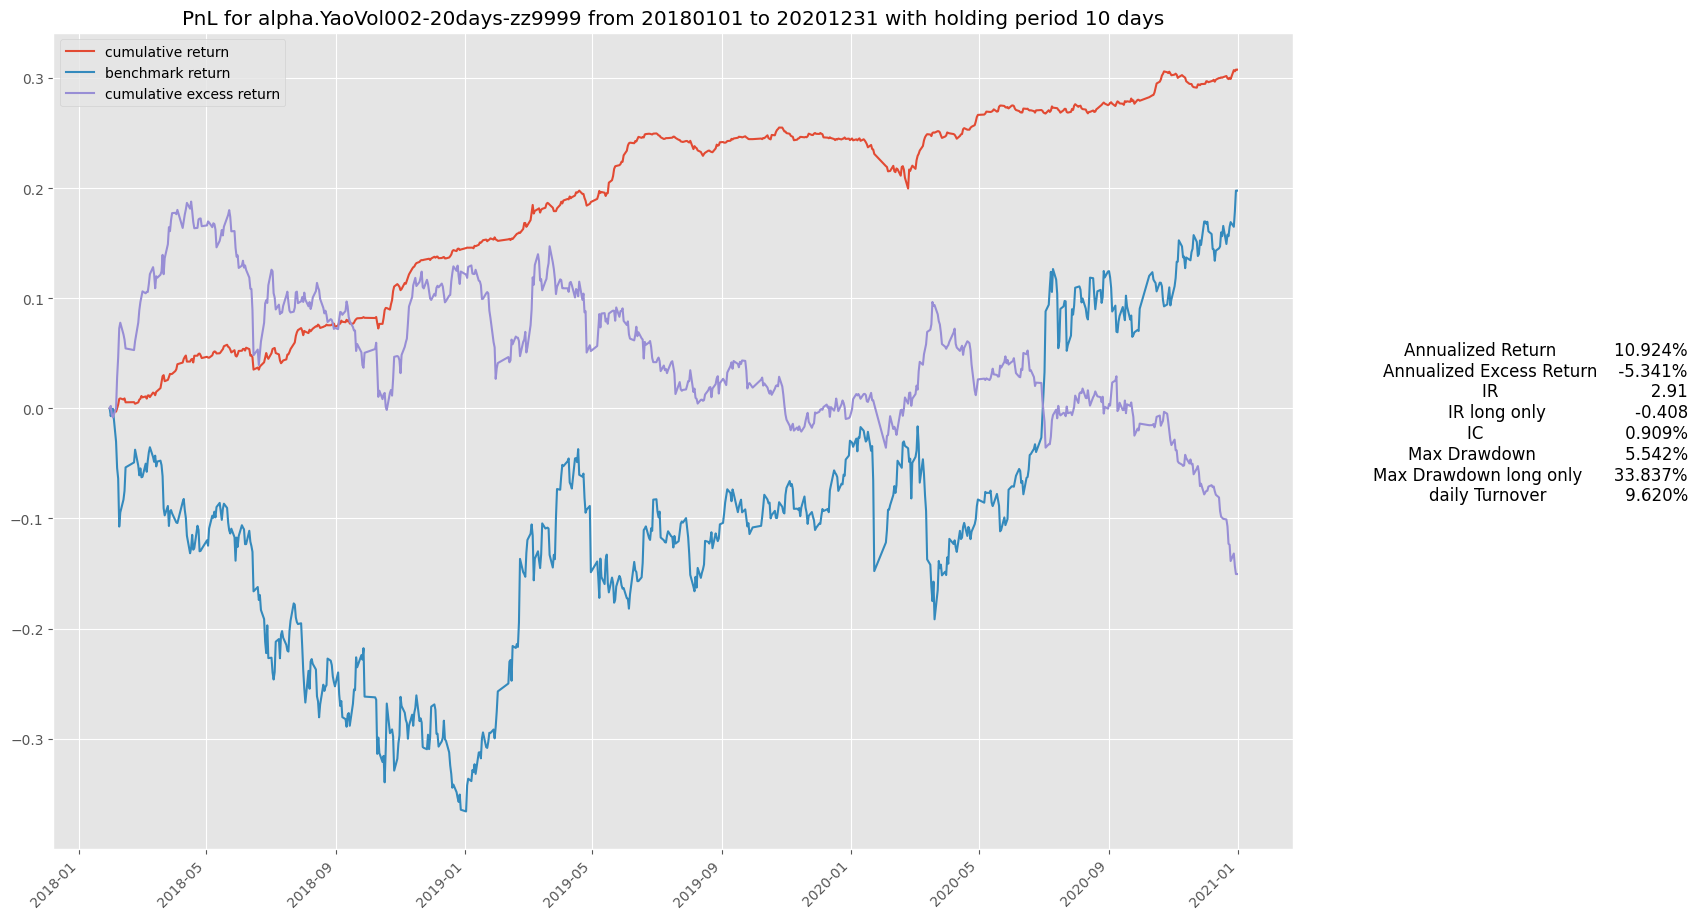 PnL for alpha.YaoVol002-20days-zz9999 from 20180101 to 20201231 with holding period 10 days
cumulative return
benchmark return
cumulative excess return
0.3
0.2
0.1
0.0
−0.1
−0.2
−0.3
2018-01
2018-05
2018-09
2019-01
2019-05
2019-09
2020-01
2020-05
2020-09
2021-01
Annualized Return 10.924%
Annualized Excess Return -5.341%
IR 2.91
IR long only -0.408
IC 0.909%
Max Drawdown 5.542%
Max Drawdown long only 33.837%
daily Turnover 9.620%